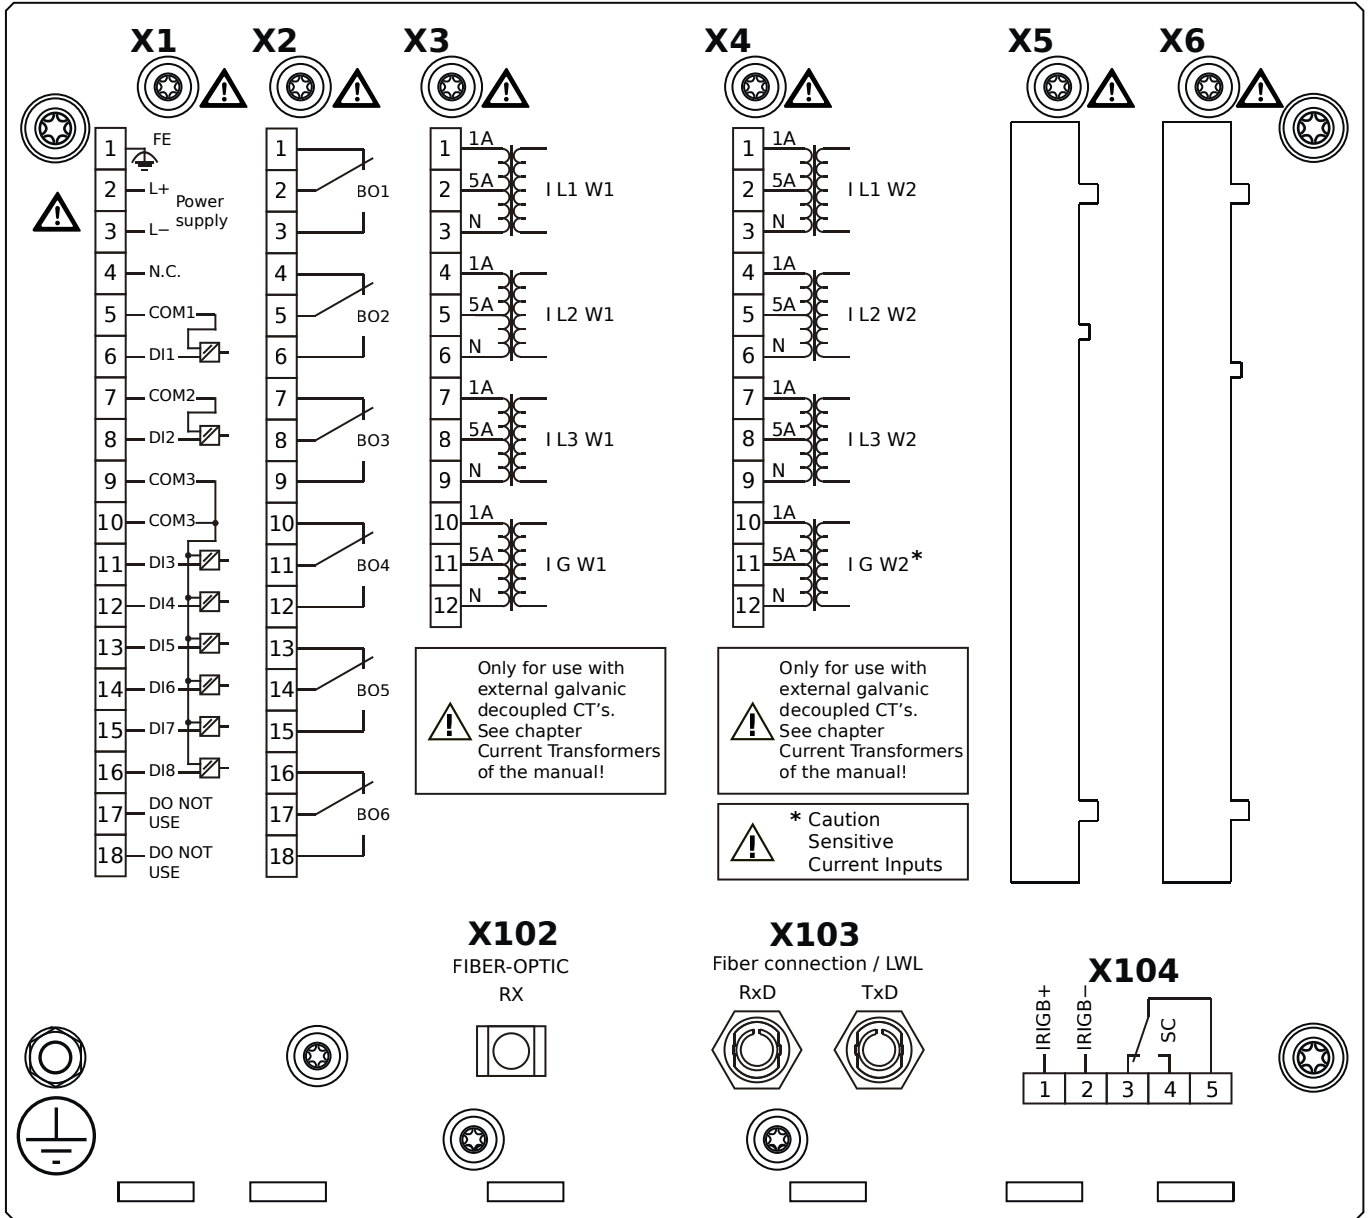 X1
X2
X3
X4
X5
X6
1 FE
2 L+
Power
supply
3 L−
4 N.C.
5 COM1
6 DI1
7 COM2
8 DI2
9 COM3
10 COM3
11 DI3
12 DI4
13 DI5
14 DI6
15 DI7
16 DI8
17 DO NOT
USE
18 DO NOT
USE
1
2 BO1
3
4
5 BO2
6
7
8 BO3
9
10
11 BO4
12
13
14 BO5
15
16
17 BO6
18
1 1A
2 5A I L1 W1
3 N
4 1A
5 5A I L2 W1
6 N
7 1A
8 5A I L3 W1
9 N
10 1A
11 5A I G W1
12 N
Only for use with
external galvanic
decoupled CT's.
See chapter
Current Transformers
of the manual!
1 1A
2 5A I L1 W2
3 N
4 1A
5 5A I L2 W2
6 N
7 1A
8 5A I L3 W2
9 N
10 1A
11 5A I G W2*
12 N
Only for use with
external galvanic
decoupled CT's.
See chapter
Current Transformers
of the manual!
* Caution
Sensitive
Current Inputs
X102
FIBER-OPTIC
RX
X103
Fiber connection / LWL
RxD TxD
X104
IRIGB+
IRIGB−
SC
1 2 3 4 5